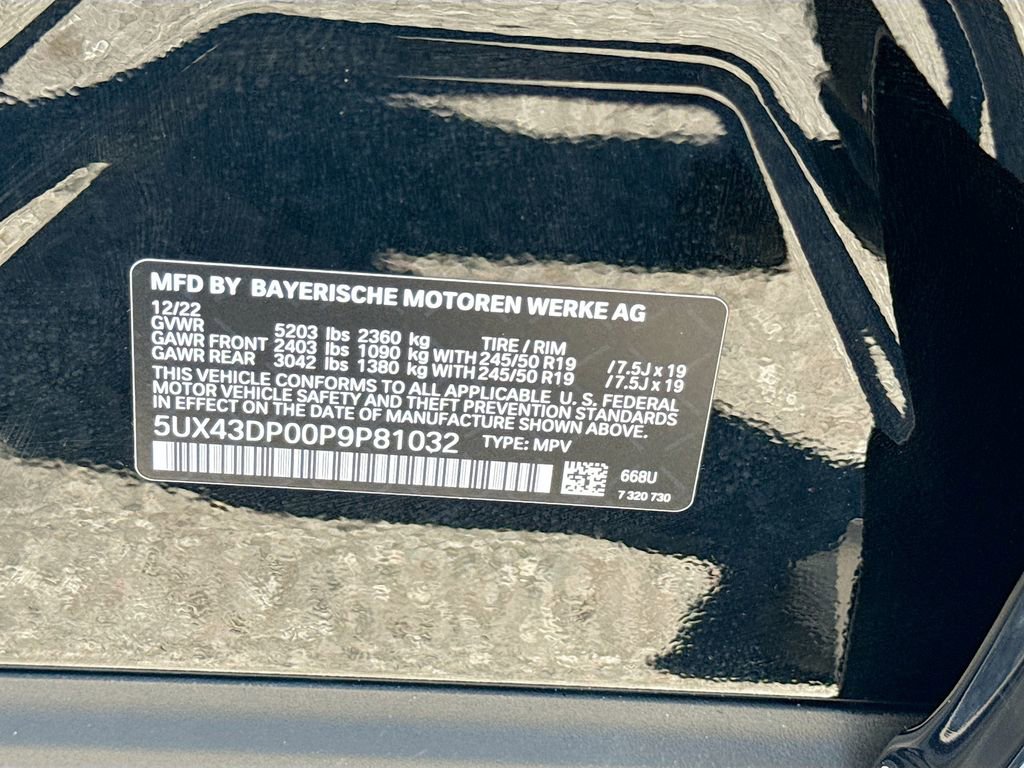 MFD BY BAYERISCHE MOTOREN WERKE AG
12/22
GVWR 5203 lbs 2360 kg TIRE / RIM
GAWR FRONT 2403 lbs 1090 kg WITH 245/50 R19 /7.5J x 19
GAWR REAR 3042 lbs 1380 kg WITH 245/50 R19 /7.5J x 19
THIS VEHICLE CONFORMS TO ALL APPLICABLE U. S. FEDERAL
MOTOR VEHICLE SAFETY AND THEFT PREVENTION STANDARDS
IN EFFECT ON THE DATE OF MANUFACTURE SHOWN ABOVE.
5UX43DP00P9P81032 TYPE: MPV
668U
7 320 730